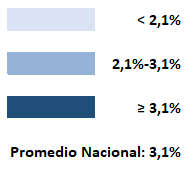 < 2,1%
2,1%-3,1%
≥ 3,1%
Promedio Nacional: 3,1%